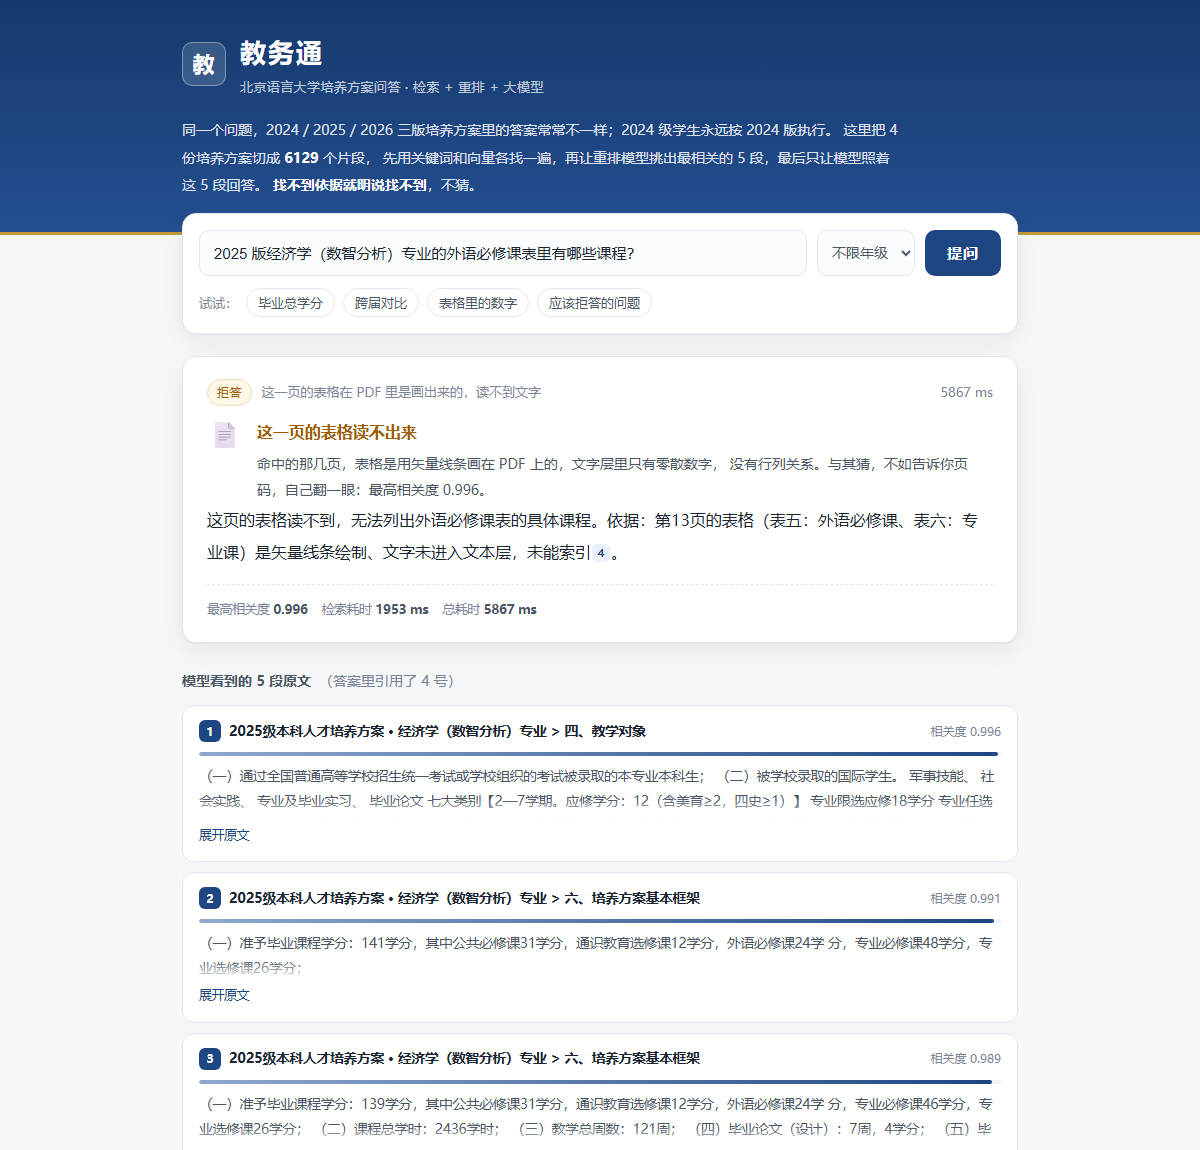 教
教务通
北京语言大学培养方案问答 · 检索 + 重排 + 大模型
同一个问题，2024 / 2025 / 2026 三版培养方案里的答案常常不一样；2024 级学生永远按 2024 版执行。 这里把 4
份培养方案切成 6129 个片段， 先用关键词和向量各找一遍，再让重排模型挑出最相关的 5 段，最后只让模型照着
这 5 段回答。 找不到依据就明说找不到，不猜。
2025 版经济学（数智分析）专业的外语必修课表里有哪些课程？
不限年级
提问
试试：
毕业总学分
跨届对比
表格里的数字
应该拒答的问题
拒答
这一页的表格在 PDF 里是画出来的，读不到文字
5867 ms
这一页的表格读不出来
命中的那几页，表格是用矢量线条画在 PDF 上的，文字层里只有零散数字， 没有行列关系。与其猜，不如告诉你页
码，自己翻一眼：最高相关度 0.996。
这页的表格读不到，无法列出外语必修课表的具体课程。依据：第13页的表格（表五：外语必修课、表六：专
业课）是矢量线条绘制、文字未进入文本层，未能索引 4 。
最高相关度 0.996 检索耗时 1953 ms 总耗时 5867 ms
模型看到的 5 段原文 （答案里引用了 4 号）
1 2025级本科人才培养方案 • 经济学（数智分析）专业 > 四、教学对象
相关度 0.996
（一）通过全国普通高等学校招生统一考试或学校组织的考试被录取的本专业本科生； （二）被学校录取的国际学生。 军事技能、 社
会实践、 专业及毕业实习、 毕业论文 七大类别【2—7学期。应修学分：12（含美育≥2，四史≥1）】 专业限选应修18学分 专业任选
展开原文
2 2025级本科人才培养方案 • 经济学（数智分析）专业 > 六、培养方案基本框架
相关度 0.991
（一）准予毕业课程学分：141学分，其中公共必修课31学分，通识教育选修课12学分，外语必修课24学 分，专业必修课48学分，专
业选修课26学分；
展开原文
3 2025级本科人才培养方案 • 经济学（数智分析）专业 > 六、培养方案基本框架
相关度 0.989
（一）准予毕业课程学分：139学分，其中公共必修课31学分，通识教育选修课12学分，外语必修课24学 分，专业必修课46学分，专
业选修课26学分； （二）课程总学时：2436学时； （三）教学总周数：121周； （四）毕业论文（设计）：7周，4学分； （五）毕